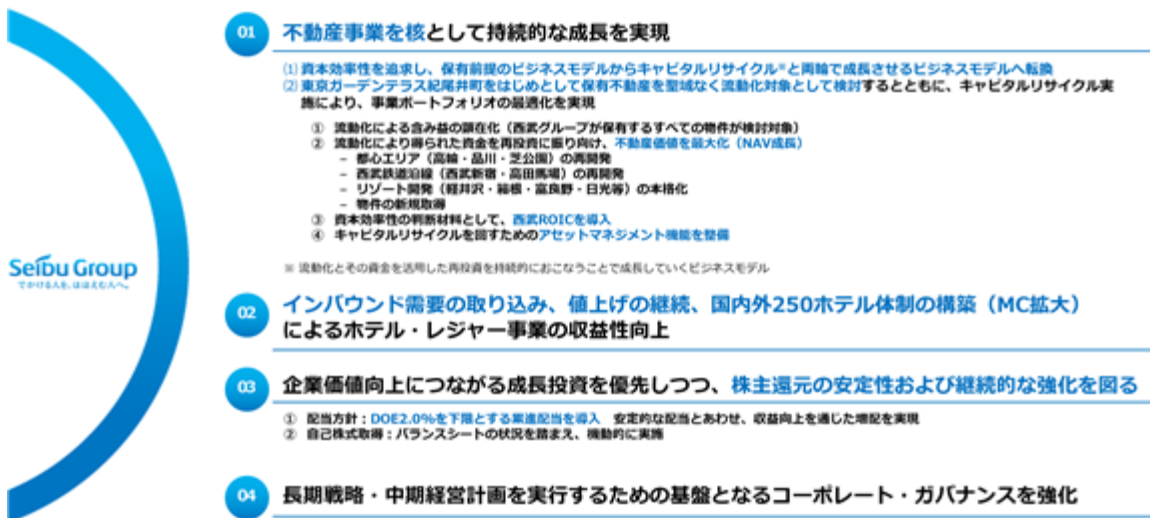 Seibu Group
でかける人を、ほほえむ人へ。
01 不動産事業を核として持続的な成長を実現
(1) 資本効率性を追求し、保有前提のビジネスモデルからキャピタルリサイクル※と両輪で成長させるビジネスモデルへ転換
(2) 東京ガーデンテラス紀尾井町をはじめとして保有不動産を聖域なく流動化対象として検討するとともに、キャピタルリサイクル実
施により、事業ポートフォリオの最適化を実現
① 流動化による含み益の顕在化（西武グループが保有するすべての物件が検討対象）
② 流動化により得られた資金を再投資に振り向け、不動産価値を最大化（NAV成長）
– 都心エリア（高輪・品川・芝公園）の再開発
– 西武鉄道沿線（西武新宿・高田馬場）の再開発
– リゾート開発（軽井沢・箱根・富良野・日光等）の本格化
– 物件の新規取得
③ 資本効率性の判断材料として、西武ROICを導入
④ キャピタルリサイクルを回すためのアセットマネジメント機能を整備
※ 流動化とその資金を活用した再投資を持続的におこなうことで成長していくビジネスモデル
02 インバウンド需要の取り込み、値上げの継続、国内外250ホテル体制の構築（MC拡大）
によるホテル・レジャー事業の収益性向上
03 企業価値向上につながる成長投資を優先しつつ、株主還元の安定性および継続的な強化を図る
① 配当方針：DOE2.0%を下限とする累進配当を導入 安定的な配当とあわせ、収益向上を通じた増配を実現
② 自己株式取得：バランスシートの状況を踏まえ、機動的に実施
04 長期戦略・中期経営計画を実行するための基盤となるコーポレート・ガバナンスを強化